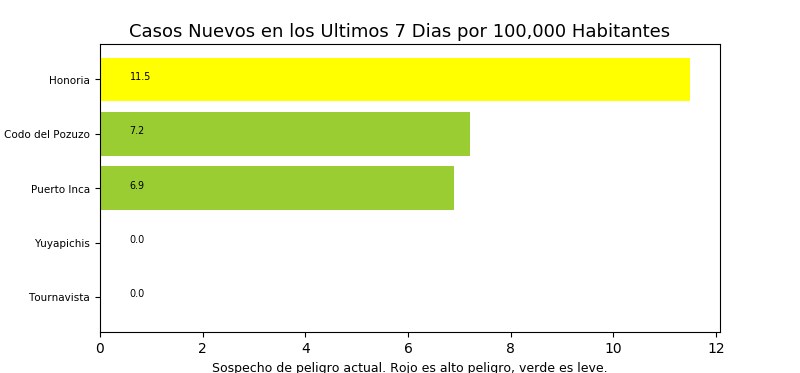 Casos Nuevos en los Ultimos 7 Dias por 100,000 Habitantes
Honoria 11.5
Codo del Pozuzo 7.2
Puerto Inca 6.9
Yuyapichis 0.0
Tournavista 0.0
0 2 4 6 8 10 12
Sospecho de peligro actual. Rojo es alto peligro, verde es leve.